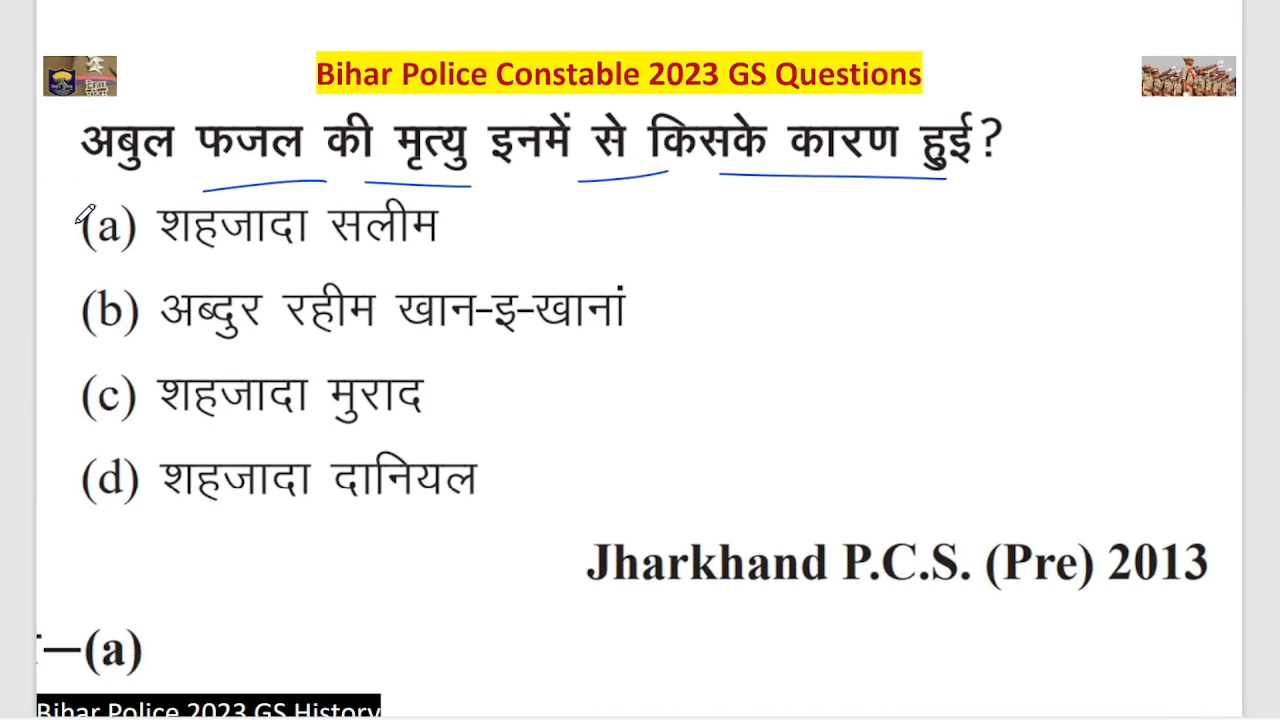 Bihar Police Constable 2023 GS Questions
अबुल फजल की मृत्यु इनमें से किसके कारण हुई?
(a) शहजादा सलीम
(b) अब्दुर रहीम खान-इ-खानां
(c) शहजादा मुराद
(d) शहजादा दानियल
Jharkhand P.C.S. (Pre) 2013
—(a)
Bihar Police 2023 GS History